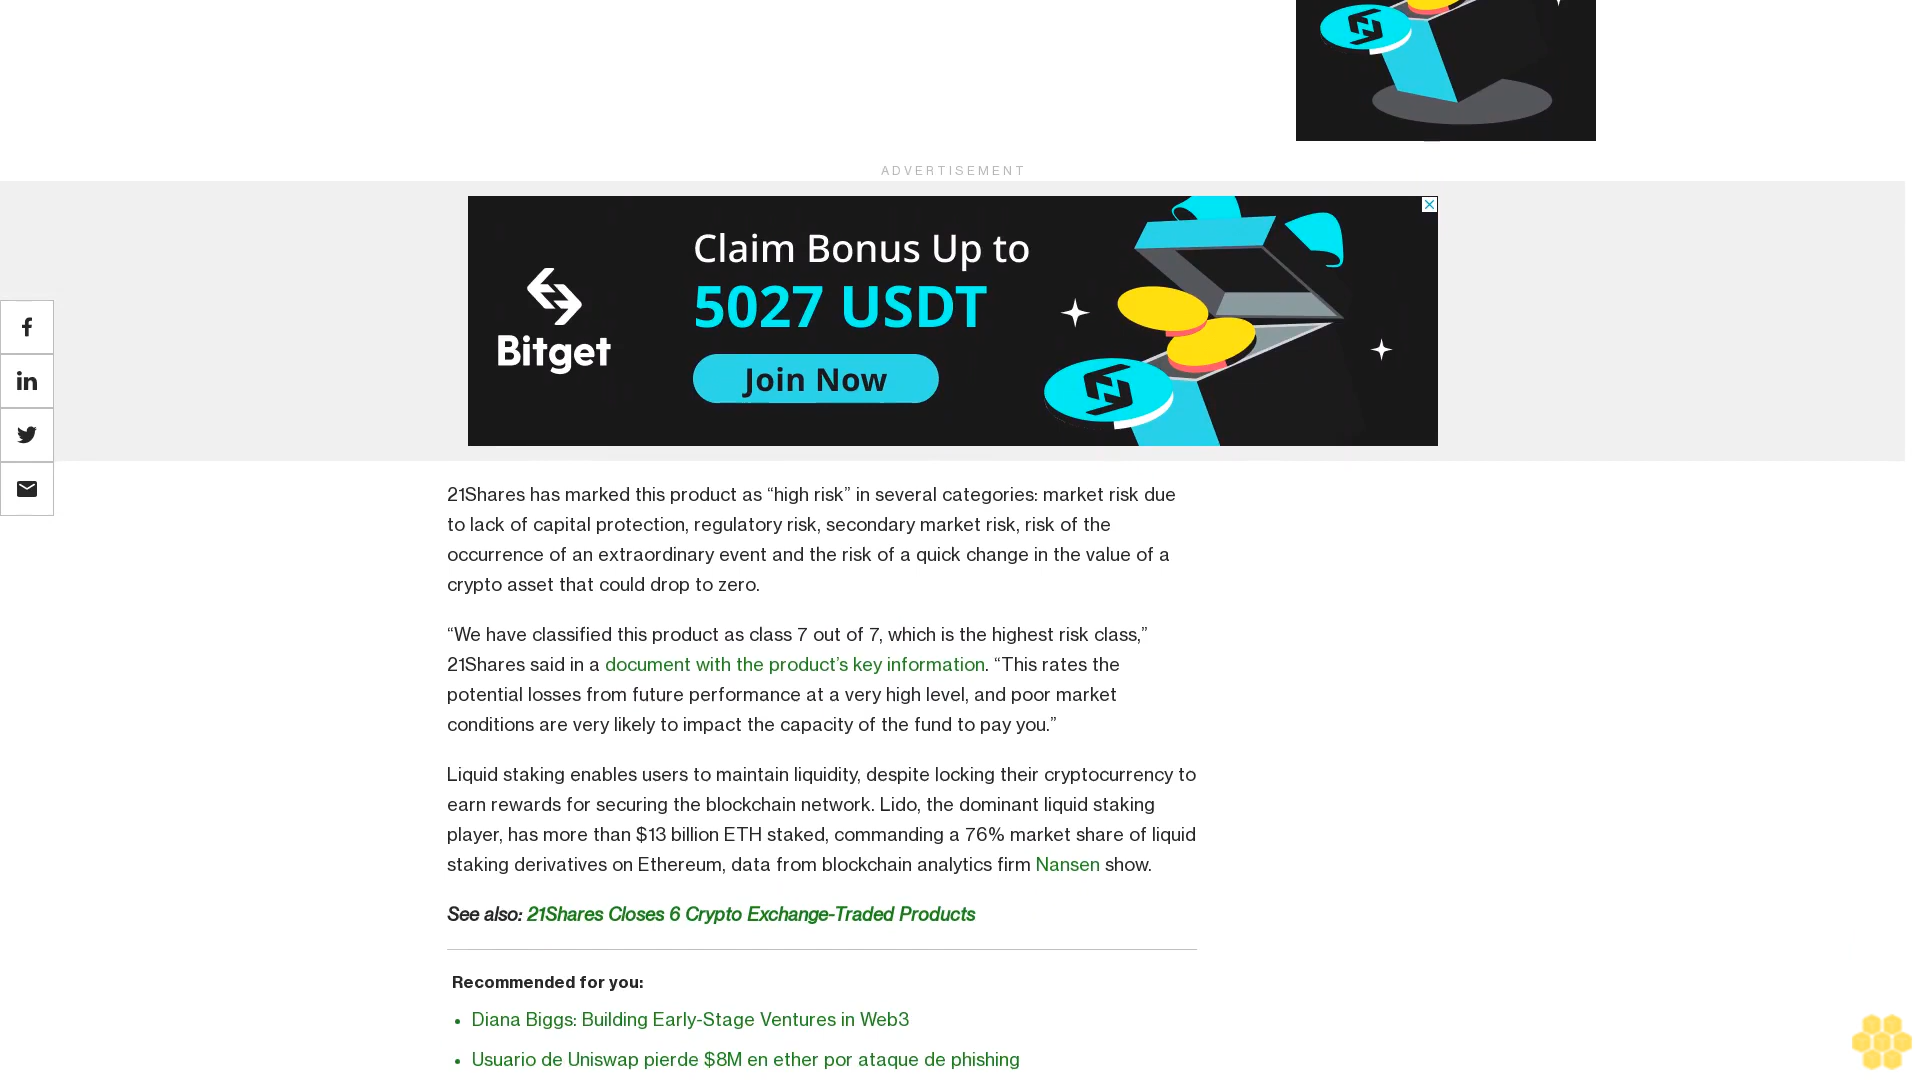 ADVERTISEMENT
Bitget
Claim Bonus Up to
5027 USDT
Join Now
21Shares has marked this product as “high risk” in several categories: market risk due
to lack of capital protection, regulatory risk, secondary market risk, risk of the
occurrence of an extraordinary event and the risk of a quick change in the value of a
crypto asset that could drop to zero.
“We have classified this product as class 7 out of 7, which is the highest risk class,”
21Shares said in a document with the product’s key information. “This rates the
potential losses from future performance at a very high level, and poor market
conditions are very likely to impact the capacity of the fund to pay you.”
Liquid staking enables users to maintain liquidity, despite locking their cryptocurrency to
earn rewards for securing the blockchain network. Lido, the dominant liquid staking
player, has more than $13 billion ETH staked, commanding a 76% market share of liquid
staking derivatives on Ethereum, data from blockchain analytics firm Nansen show.
See also: 21Shares Closes 6 Crypto Exchange-Traded Products
Recommended for you:
• Diana Biggs: Building Early-Stage Ventures in Web3
• Usuario de Uniswap pierde $8M en ether por ataque de phishing